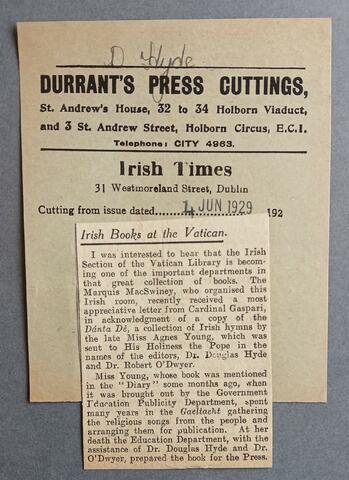 D Hyde
DURRANT'S PRESS CUTTINGS,
St. Andrew's House, 32 to 34 Holborn Viaduct,
and 3 St. Andrew Street, Holborn Circus, E.C.1.
Telephone: CITY 4963.
Irish Times
31 Westmoreland Street, Dublin
Cutting from issue dated 4 JUN 1929 192
Irish Books at the Vatican.
I was interested to hear that the Irish
Section of the Vatican Library is becom-
ing one of the important departments in
that great collection of books. The
Marquis MacSwiney, who organised this
Irish room, recently received a most
appreciative letter from Cardinal Gaspari,
in acknowledgment of a copy of the
Dánta Dé, a collection of Irish hymns by
the late Miss Agnes Young, which was
sent to His Holiness the Pope in the
names of the editors, Dr. Douglas Hyde
and Dr. Robert O'Dwyer.
Miss Young, whose book was mentioned
in the "Diary" some months ago, when
it was brought out by the Government
Education Publicity Department, spent
many years in the Gaeltacht gathering
the religious songs from the people and
arranging them for publication. At her
death the Education Department, with the
assistance of Dr. Douglas Hyde and Dr.
O'Dwyer, prepared the book for the Press.